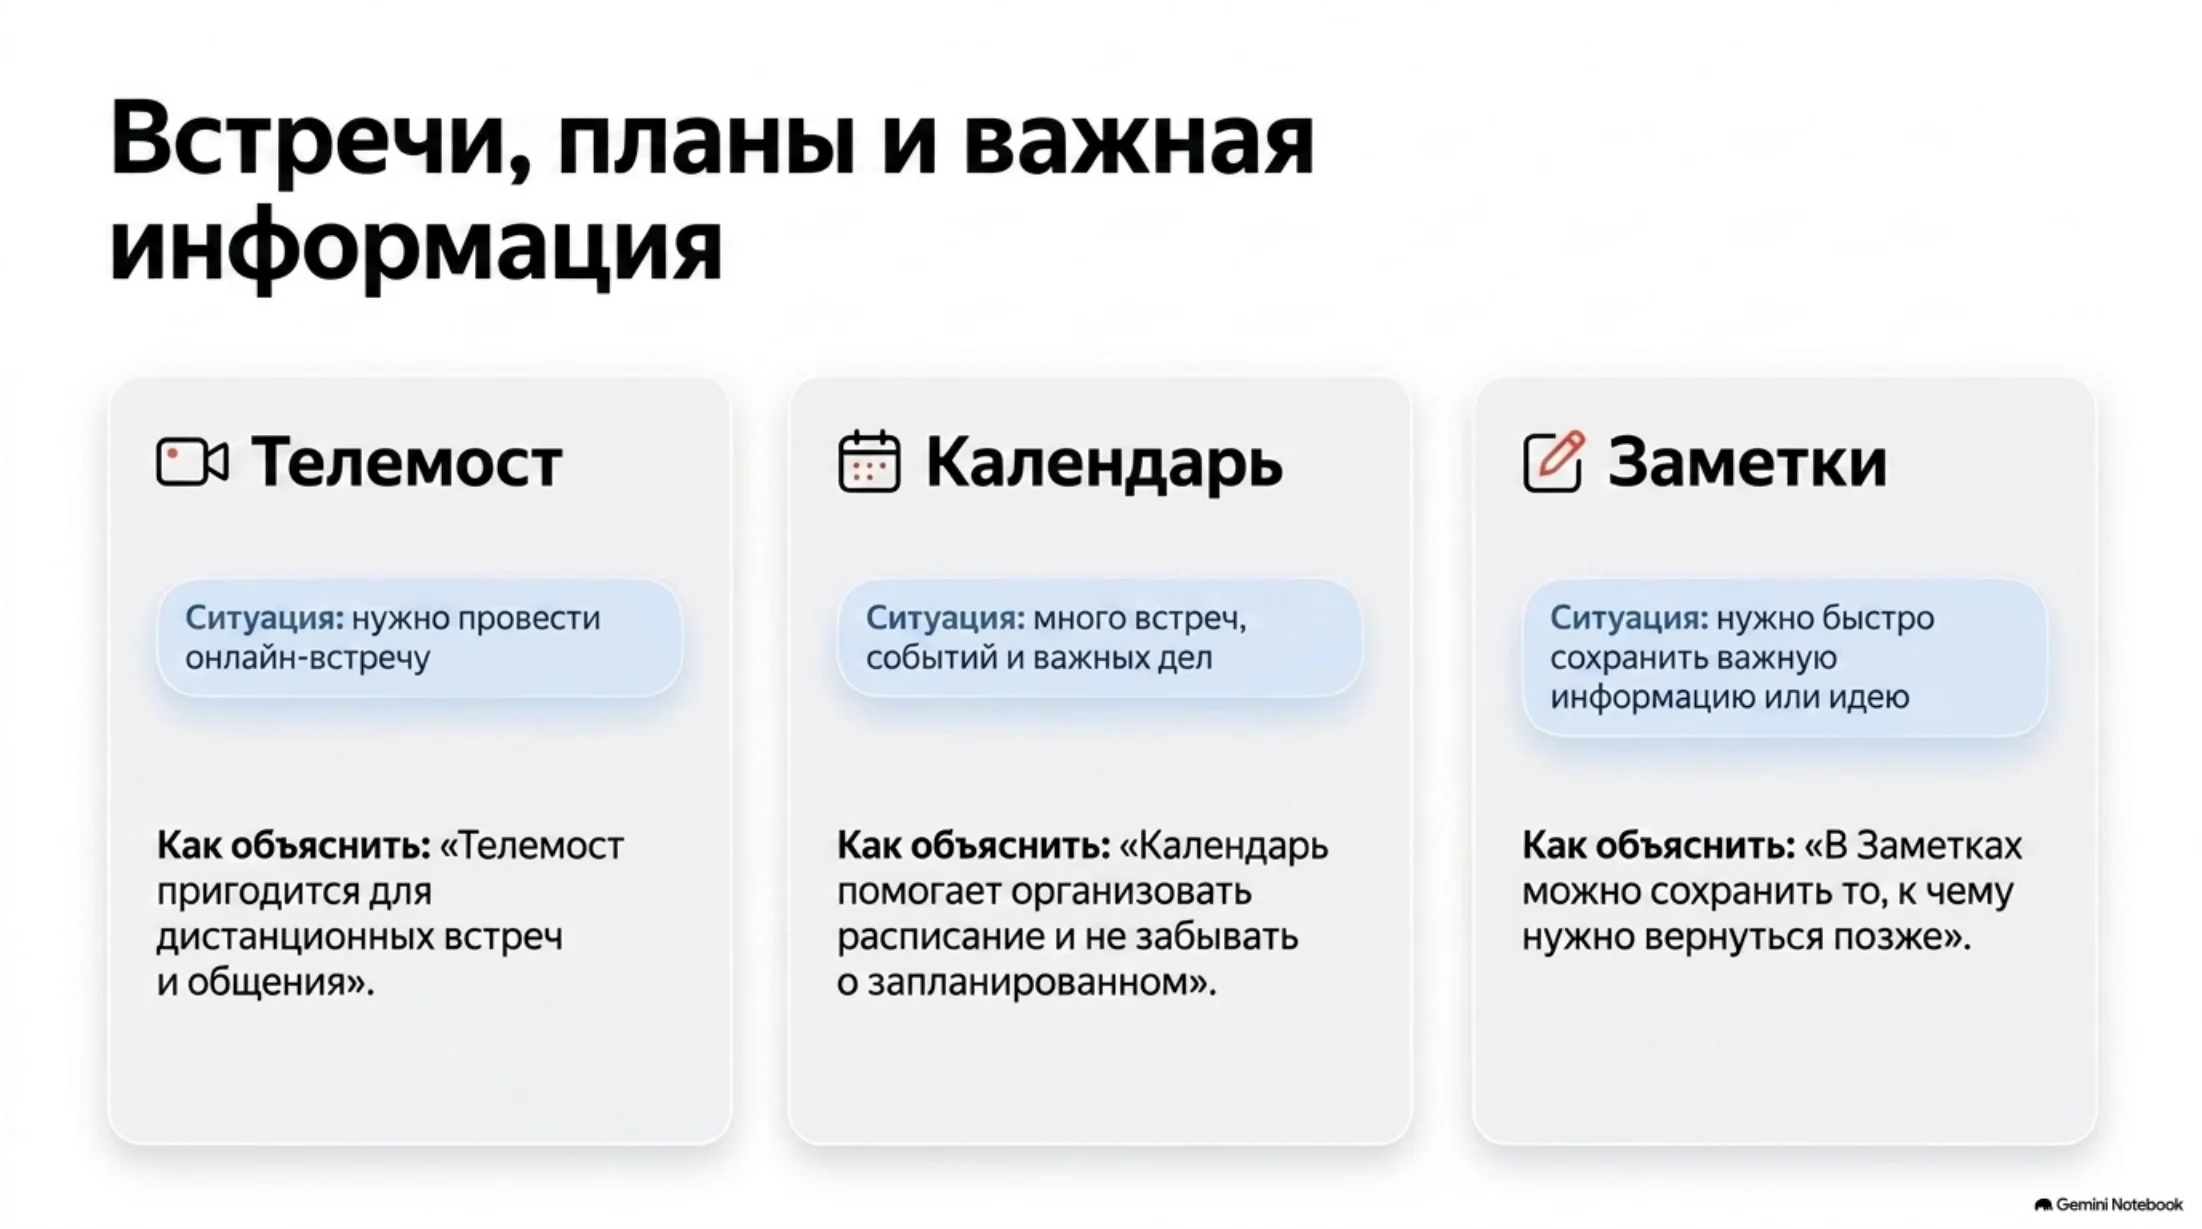 Встречи, планы и важная
информация
Телемост
Ситуация: нужно провести
онлайн-встречу
Как объяснить: «Телемост
пригодится для
дистанционных встреч
и общения».
Календарь
Ситуация: много встреч,
событий и важных дел
Как объяснить: «Календарь
помогает организовать
расписание и не забывать
о запланированном».
Заметки
Ситуация: нужно быстро
сохранить важную
информацию или идею
Как объяснить: «В Заметках
можно сохранить то, к чему
нужно вернуться позже».
Gemini Notebook